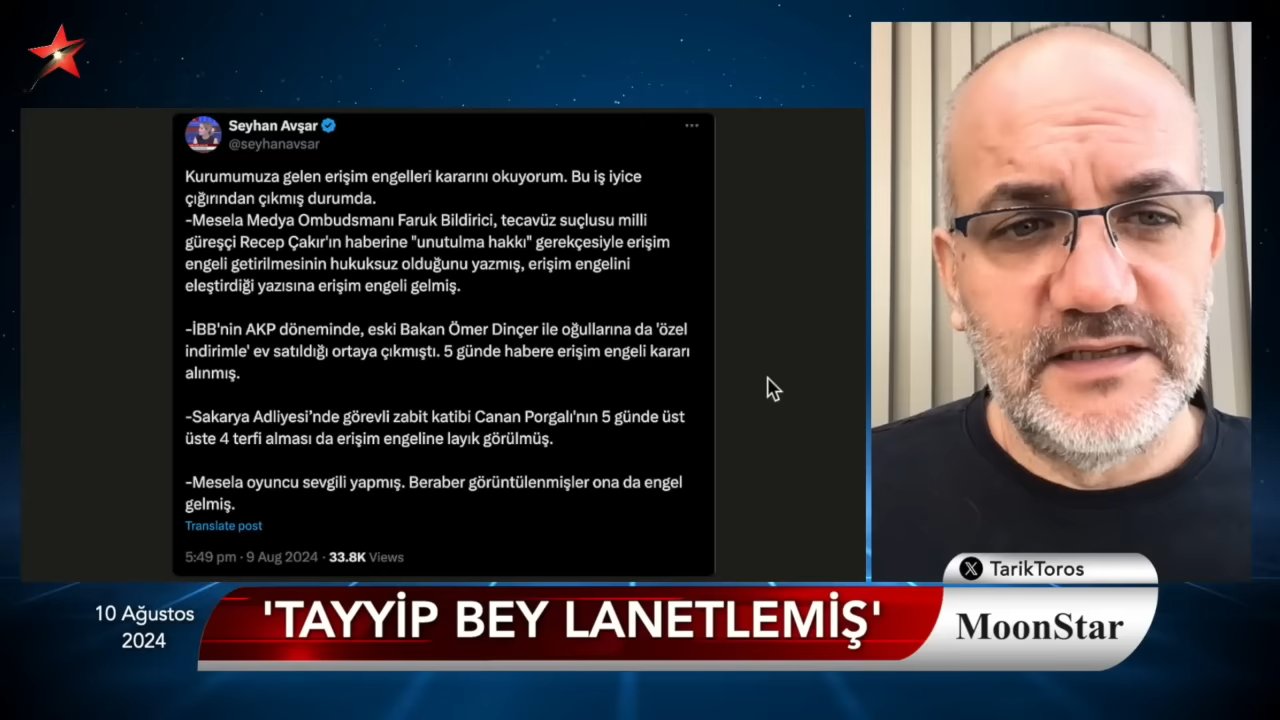 Seyhan Avşar
@seyhanavsar
Kurumumuza gelen erişim engelleri kararını okuyorum. Bu iş iyice
çığırından çıkmış durumda.
-Mesela Medya Ombudsmanı Faruk Bildirici, tecavüz suçlusu milli
güreşçi Recep Çakır'ın haberine "unutulma hakkı" gerekçesiyle erişim
engeli getirilmesinin hukuksuz olduğunu yazmış, erişim engelini
eleştirdiği yazısına erişim engeli gelmiş.
-İBB'nin AKP döneminde, eski Bakan Ömer Dinçer ile oğullarına da 'özel
indirimle' ev satıldığı ortaya çıkmıştı. 5 günde habere erişim engeli kararı
alınmış.
-Sakarya Adliyesi’nde görevli zabit katibi Canan Porgalı'nın 5 günde üst
üste 4 terfi alması da erişim engeline layık görülmüş.
-Mesela oyuncu sevgili yapmış. Beraber görüntülenmişler ona da engel
gelmiş.
Translate post
5:49 pm · 9 Aug 2024 · 33.8K Views
X TarikToros
10 Ağustos
2024
'TAYYİP BEY LANETLEMİŞ'
MoonStar